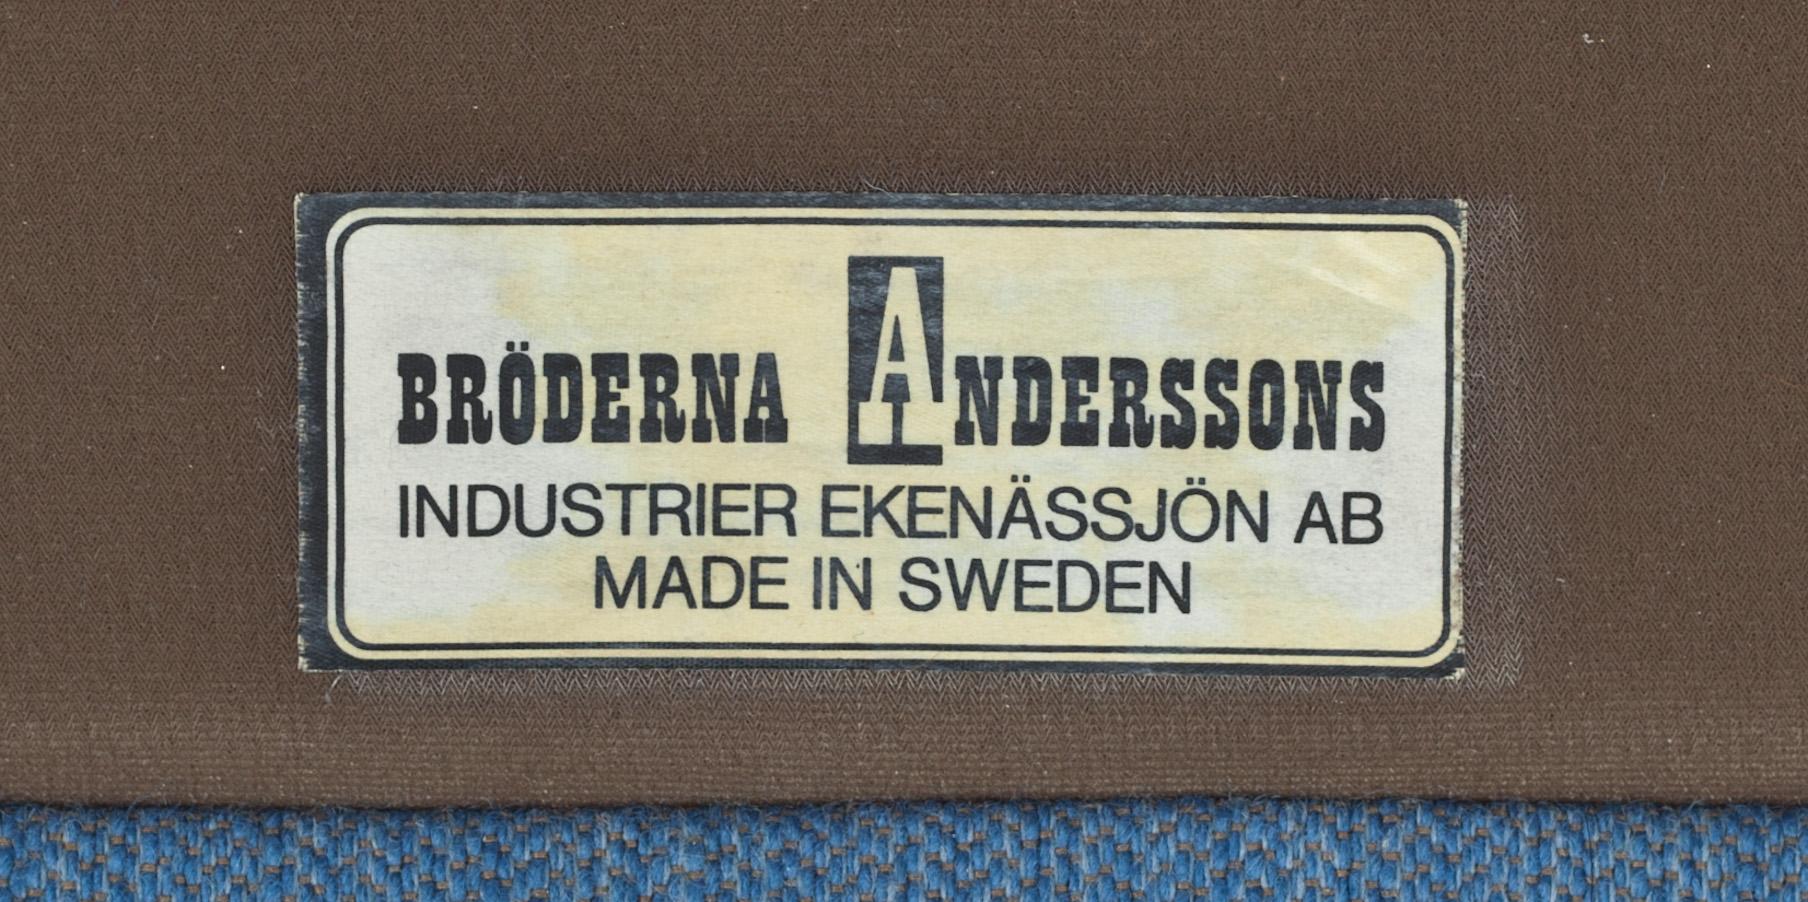 BRÖDERNA ANDERSSONS
INDUSTRIER EKENÄSSJÖN AB
MADE IN SWEDEN